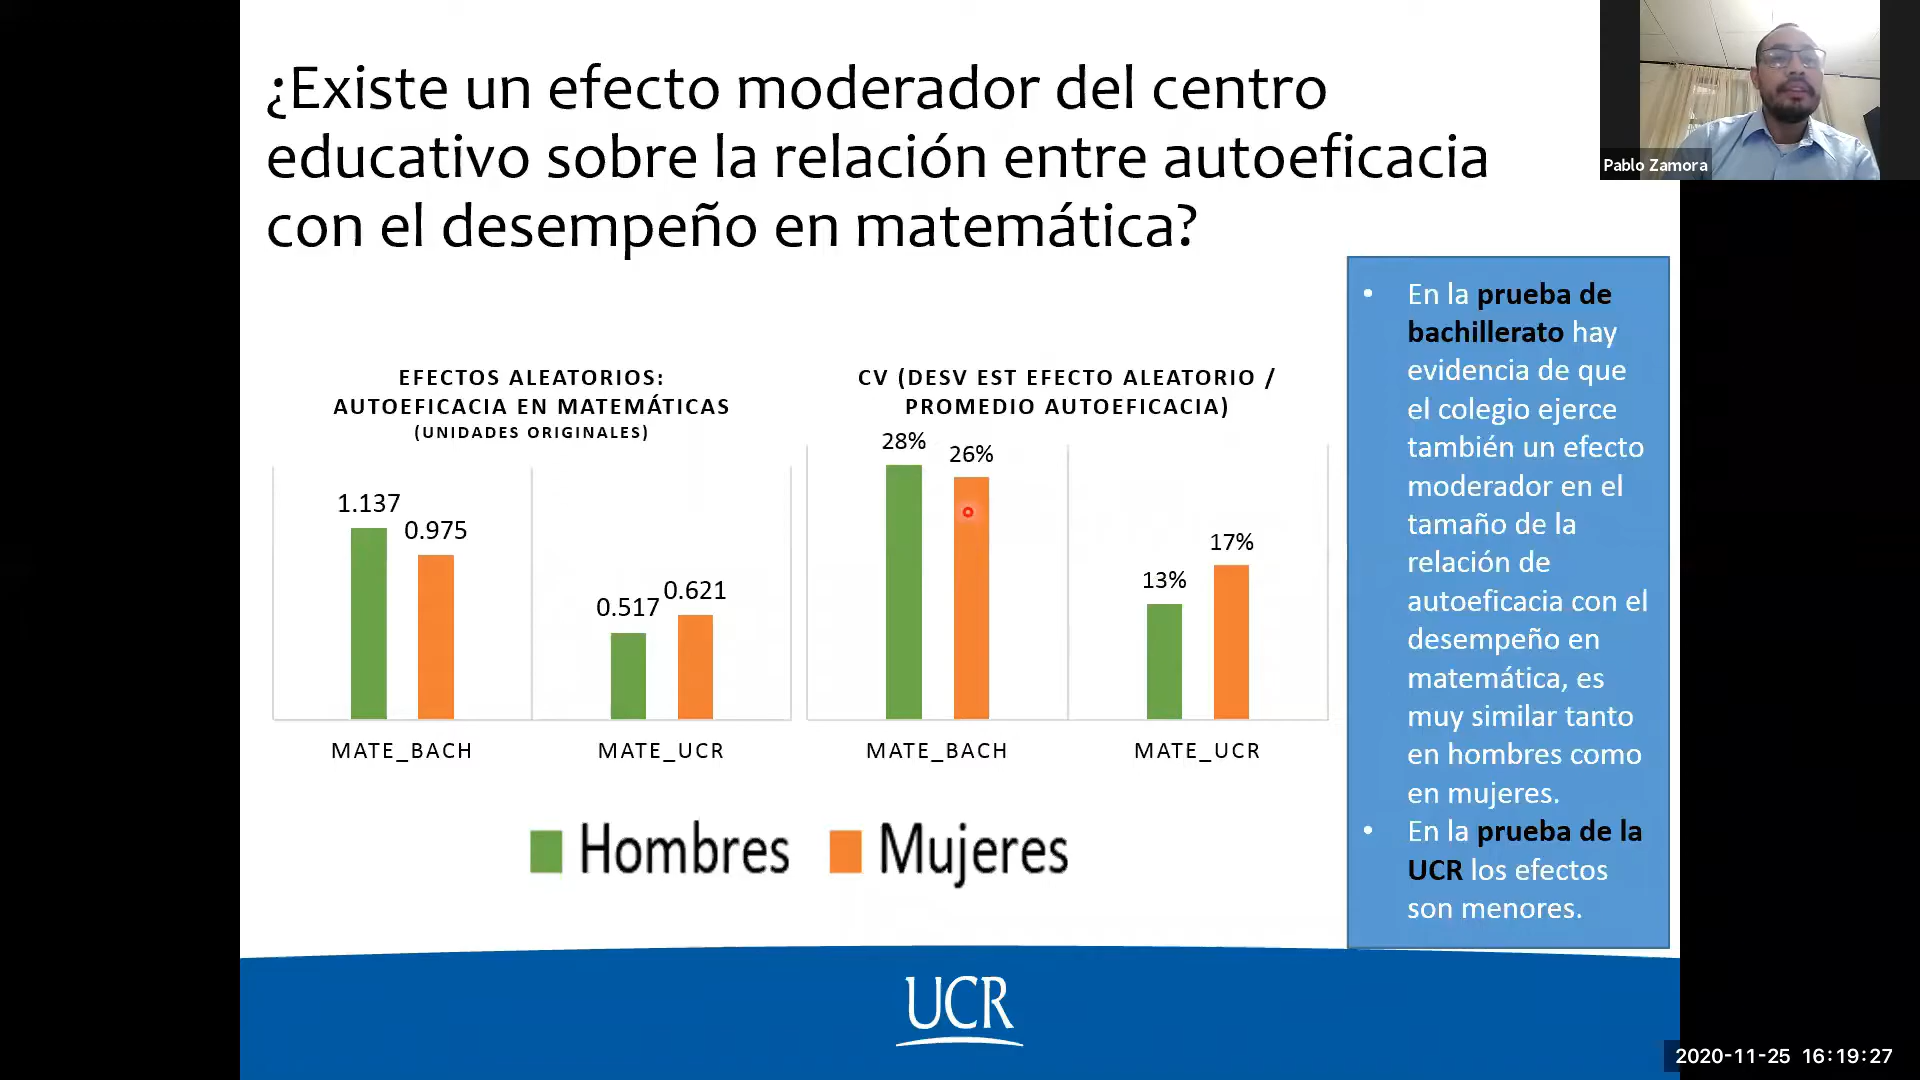 ¿Existe un efecto moderador del centro
educativo sobre la relación entre autoeficacia
con el desempeño en matemática?
Pablo Zamora
EFECTOS ALEATORIOS:
AUTOEFICACIA EN MATEMÁTICAS
(UNIDADES ORIGINALES)
1.137
0.975
0.517
0.621
MATE_BACH
MATE_UCR
CV (DESV EST EFECTO ALEATORIO /
PROMEDIO AUTOEFICACIA)
28%
26%
13%
17%
MATE_BACH
MATE_UCR
Hombres
Mujeres
• En la prueba de
bachillerato hay
evidencia de que
el colegio ejerce
también un efecto
moderador en el
tamaño de la
relación de
autoeficacia con el
desempeño en
matemática, es
muy similar tanto
en hombres como
en mujeres.
• En la prueba de la
UCR los efectos
son menores.
UCR
2020-11-25 16:19:27